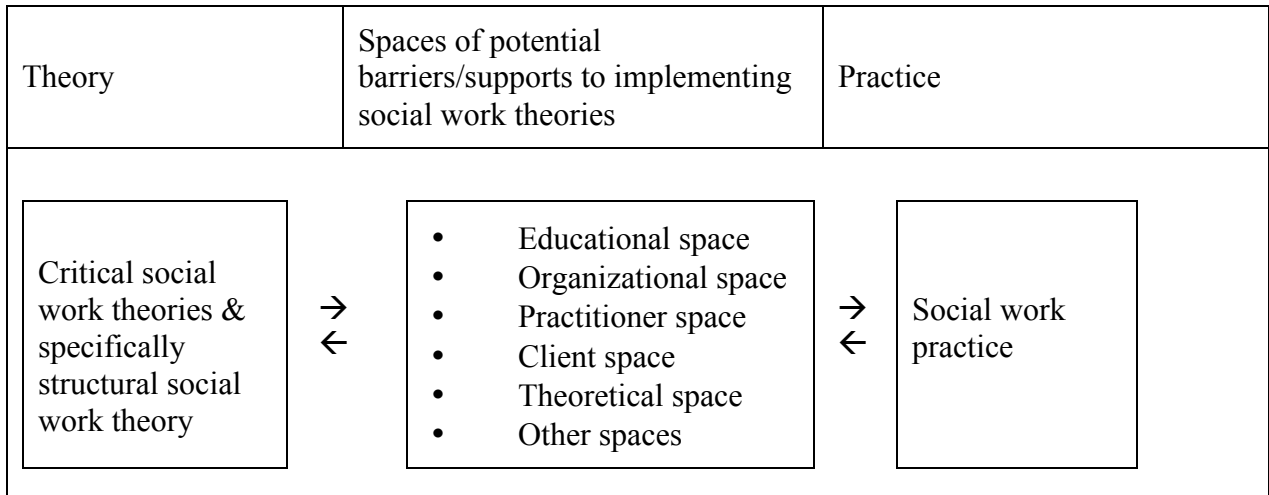 Theory
Spaces of potential
barriers/supports to implementing
social work theories
Practice
Critical social
work theories &
specifically
structural social
work theory
→
←
• Educational space
• Organizational space
• Practitioner space
• Client space
• Theoretical space
• Other spaces
→
←
Social work
practice